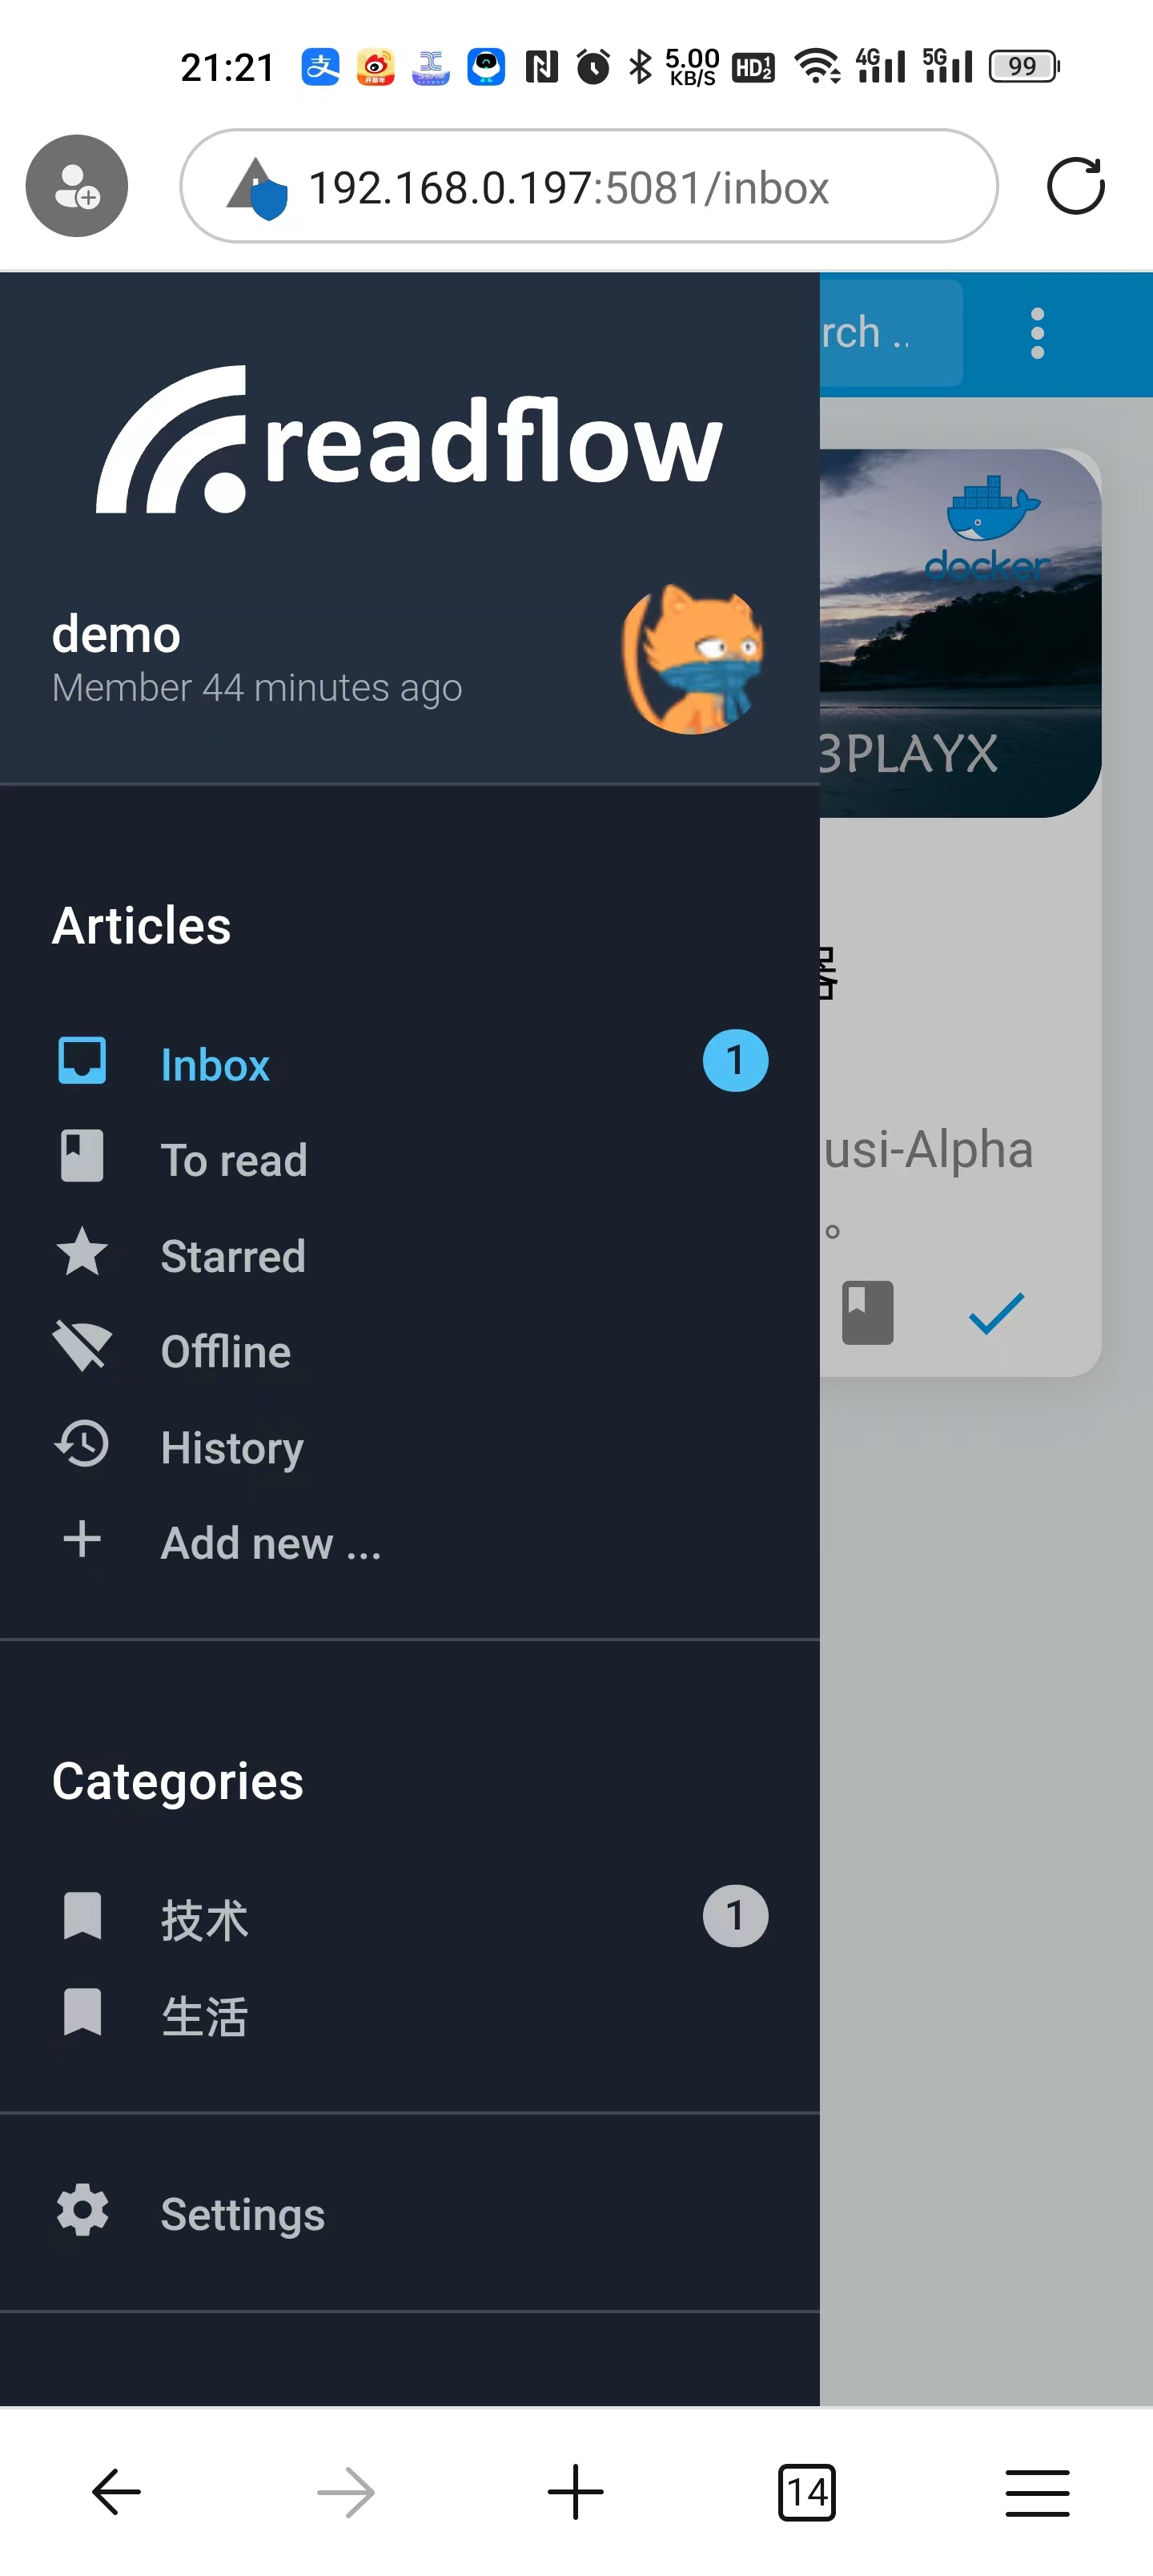 21:21
5.00 KB/S
HD 1 2
4G
5G
99
192.168.0.197:5081/inbox
readflow
rch ..
docker
demo
Member 44 minutes ago
3PLAYX
Articles
Inbox 1
To read
usi-Alpha
Starred
。
Offline
History
Add new ...
Categories
技术 1
生活
Settings
14